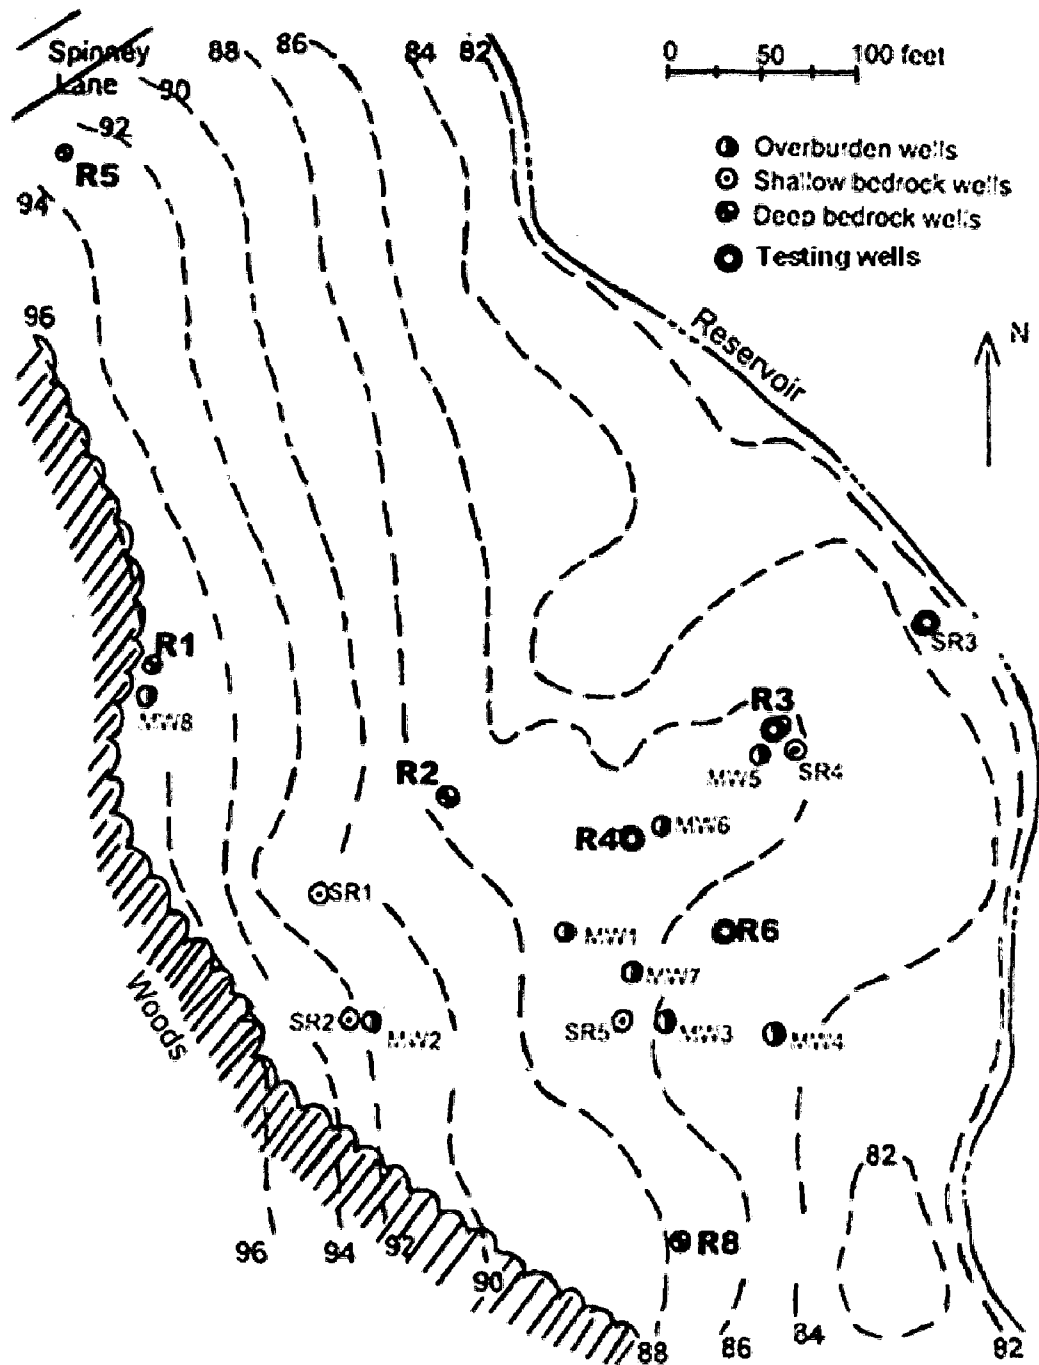 Spinney
Lane
88
86
84
82
0 50 100 feet
90
92
R5
94
96
Overburden wells
Shallow bedrock wells
Deep bedrock wells
Testing wells
N
Reservoir
R1
MW8
SR3
R3
MW5
SR4
R2
R4
MW6
SR1
MW1
R6
MW7
SR2
MW2
SR5
MW3
MW4
Woods
82
R8
96
94
92
90
88
86
84
82